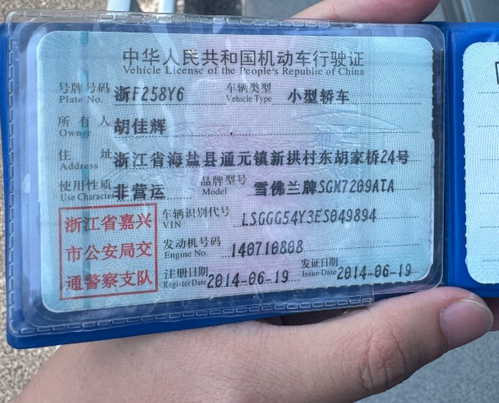 中华人民共和国机动车行驶证
Vehicle License of the People's Republic of China
号牌号码 浙F258Y6 车辆类型 小型轿车
Plate No. Vehicle Type
所有人 胡佳辉
Owner
住址 浙江省海盐县通元镇新拱村东胡家桥24号
Address
使用性质 非营运 品牌型号 雪佛兰牌SGM7209ATA
Use Character Model
浙江省嘉兴
市公安局交
通警察支队
车辆识别代号 LSGGG54Y3ES049894
VIN
发动机号码 140710808
Engine No.
注册日期 2014-06-19 发证日期 2014-06-19
Register Date Issue Date